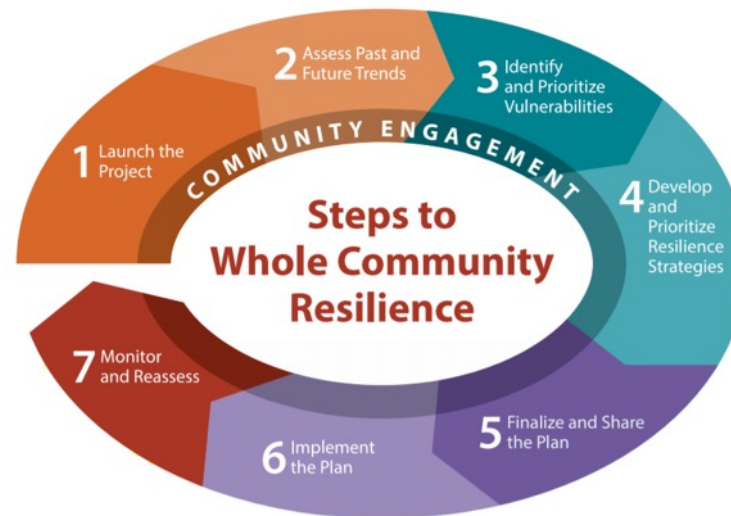 COMMUNITY ENGAGEMENT
Steps to
Whole Community
Resilience
1 Launch the
Project
2 Assess Past and
Future Trends
3 Identify
and Prioritize
Vulnerabilities
4 Develop
and
Prioritize
Resilience
Strategies
5 Finalize and Share
the Plan
6 Implement
the Plan
7 Monitor
and Reassess